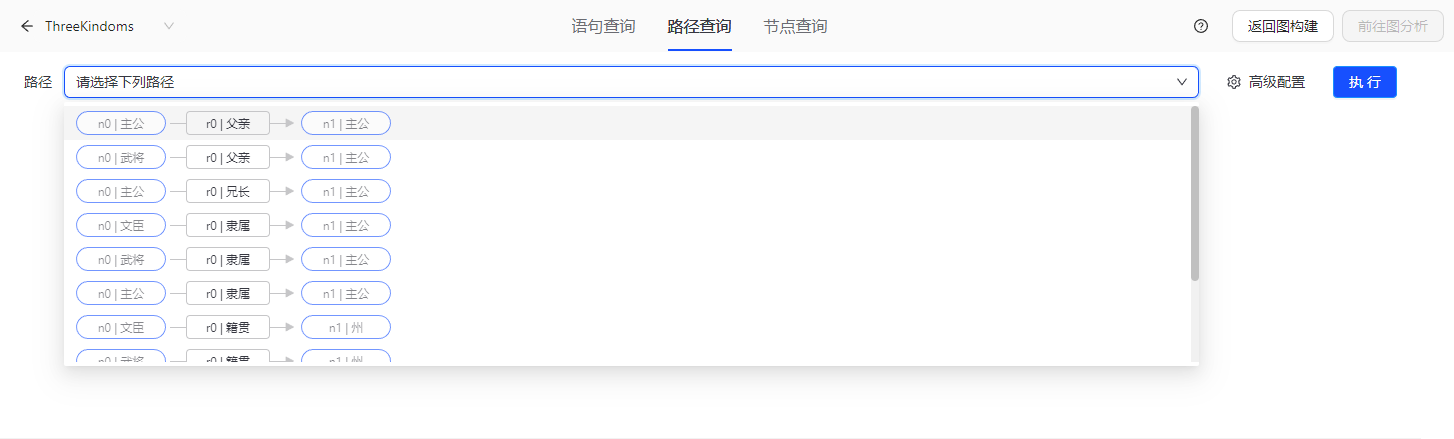 ThreeKindoms 语句查询 路径查询 节点查询 返回图构建 前往图分析
路径 请选择下列路径 高级配置 执行
n0 | 主公 r0 | 父亲 n1 | 主公
n0 | 武将 r0 | 父亲 n1 | 主公
n0 | 主公 r0 | 兄长 n1 | 主公
n0 | 文臣 r0 | 隶属 n1 | 主公
n0 | 武将 r0 | 隶属 n1 | 主公
n0 | 主公 r0 | 隶属 n1 | 主公
n0 | 文臣 r0 | 籍贯 n1 | 州
n0 | 武将 r0 | 籍贯 n1 | 州